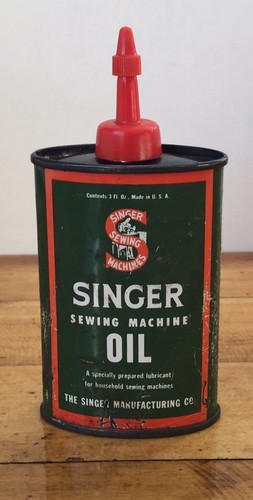 Contents 3 Fl. Oz., Made in U. S. A.
SINGER
SEWING
MACHINES
SINGER
SEWING MACHINE
OIL
A specially prepared lubricant
for household sewing machines
THE SINGER MANUFACTURING CO.